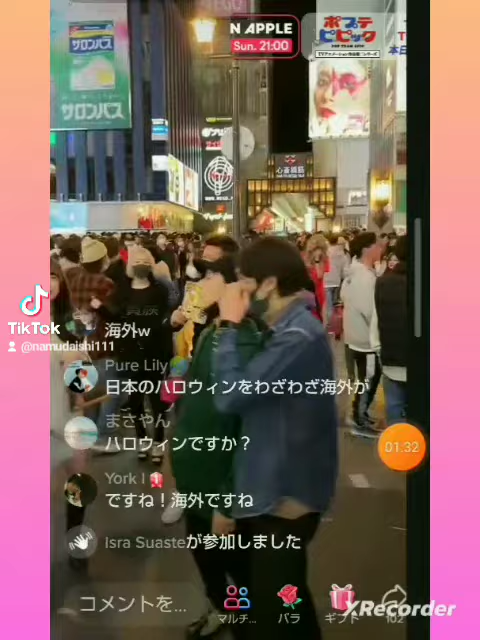 N APPLE
Sun. 21:00
ポプテ
ピピック
サロンパス
サロンパス
心斎橋筋
TikTok
@namudaishi111
海外w
Pure Lily
日本のハロウィンをわざわざ海外が
まさやん
ハロウィンですか？
01:32
York I
ですね！海外ですね
Isra Suasteが参加しました
コメントを...
マルチ...
バラ
ギフト
102
XRecorder